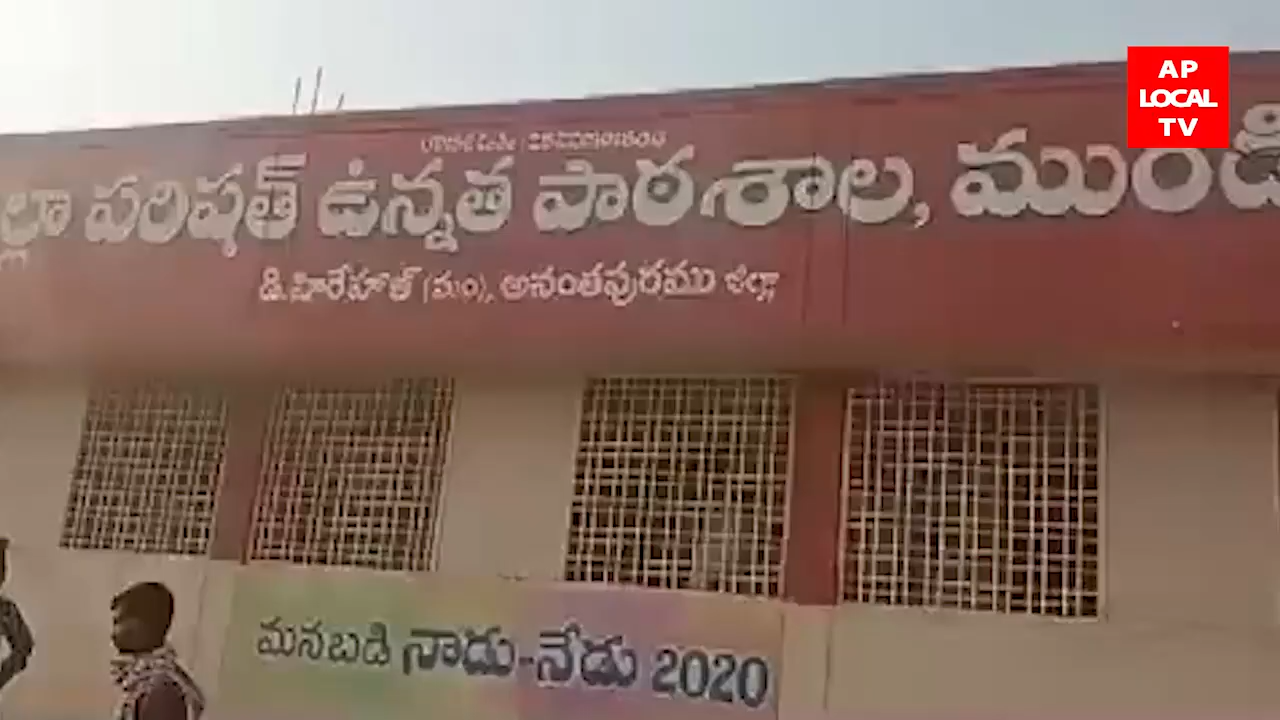 AP
LOCAL
TV
పరిషత్ ఉన్నత పాఠశాల,
డి.హిరేహాళ్ (మం), అనంతపురము జిల్లా
మనబడి నాడు-నేడు 2020